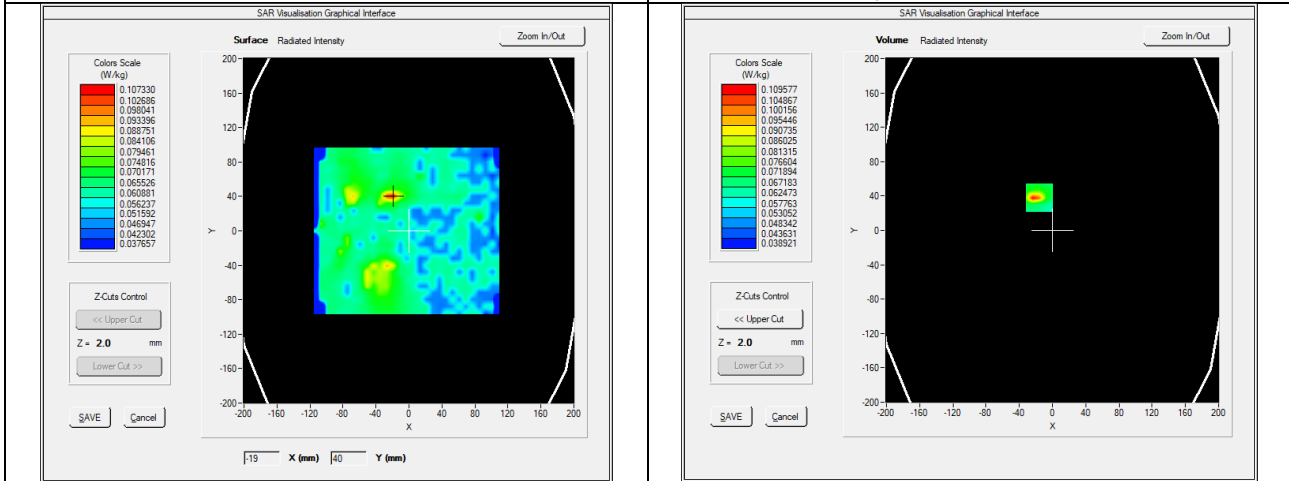 SAR Visualisation Graphical Interface
Surface Radiated Intensity
Zoom In/Out
Colors Scale
(W/kg)
0.107330
0.102686
0.098041
0.093396
0.088751
0.084106
0.079461
0.074816
0.070171
0.065526
0.060881
0.056237
0.051592
0.046947
0.042302
0.037657
Z-Cuts Control
<< Upper Cut
Z = 2.0 mm
Lower Cut >>
SAVE Cancel
200
160
120
80
40
0
-40
-80
-120
-160
-200
Y
-200 -160 -120 -80 -40 0 40 80 120 160 200
X
-19 X (mm) 40 Y (mm)
SAR Visualisation Graphical Interface
Volume Radiated Intensity
Zoom In/Out
Colors Scale
(W/kg)
0.109577
0.104867
0.100156
0.095446
0.090735
0.086025
0.081315
0.076604
0.071894
0.067183
0.062473
0.057763
0.053052
0.048342
0.043631
0.038921
Z-Cuts Control
<< Upper Cut
Z = 2.0 mm
Lower Cut >>
SAVE Cancel
200
160
120
80
40
0
-40
-80
-120
-160
-200
Y
-200 -160 -120 -80 -40 0 40 80 120 160 200
X